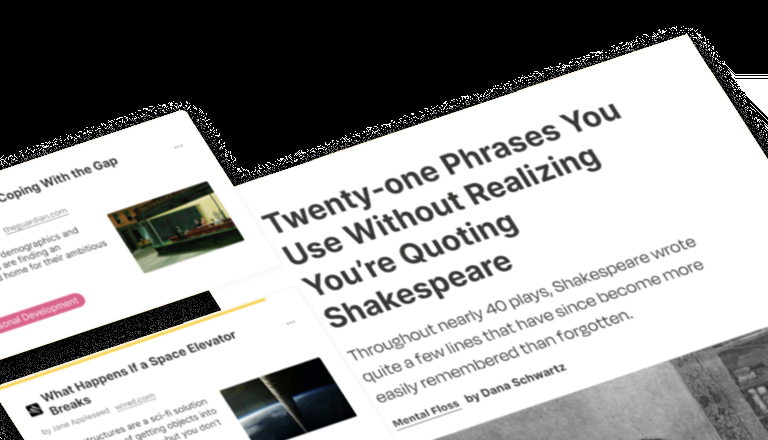 Coping With the Gap
theguardian.com
demographics and
are finding an
home for their ambitious
onal Development
What Happens If a Space Elevator
Breaks
by Jane Appleseed wired.com
structures are a sci-fi solution
of getting objects into
but you don't
Twenty-one Phrases You
Use Without Realizing
You're Quoting
Shakespeare
Throughout nearly 40 plays, Shakespeare wrote
quite a few lines that have since become more
easily remembered than forgotten.
Mental Floss by Dana Schwartz